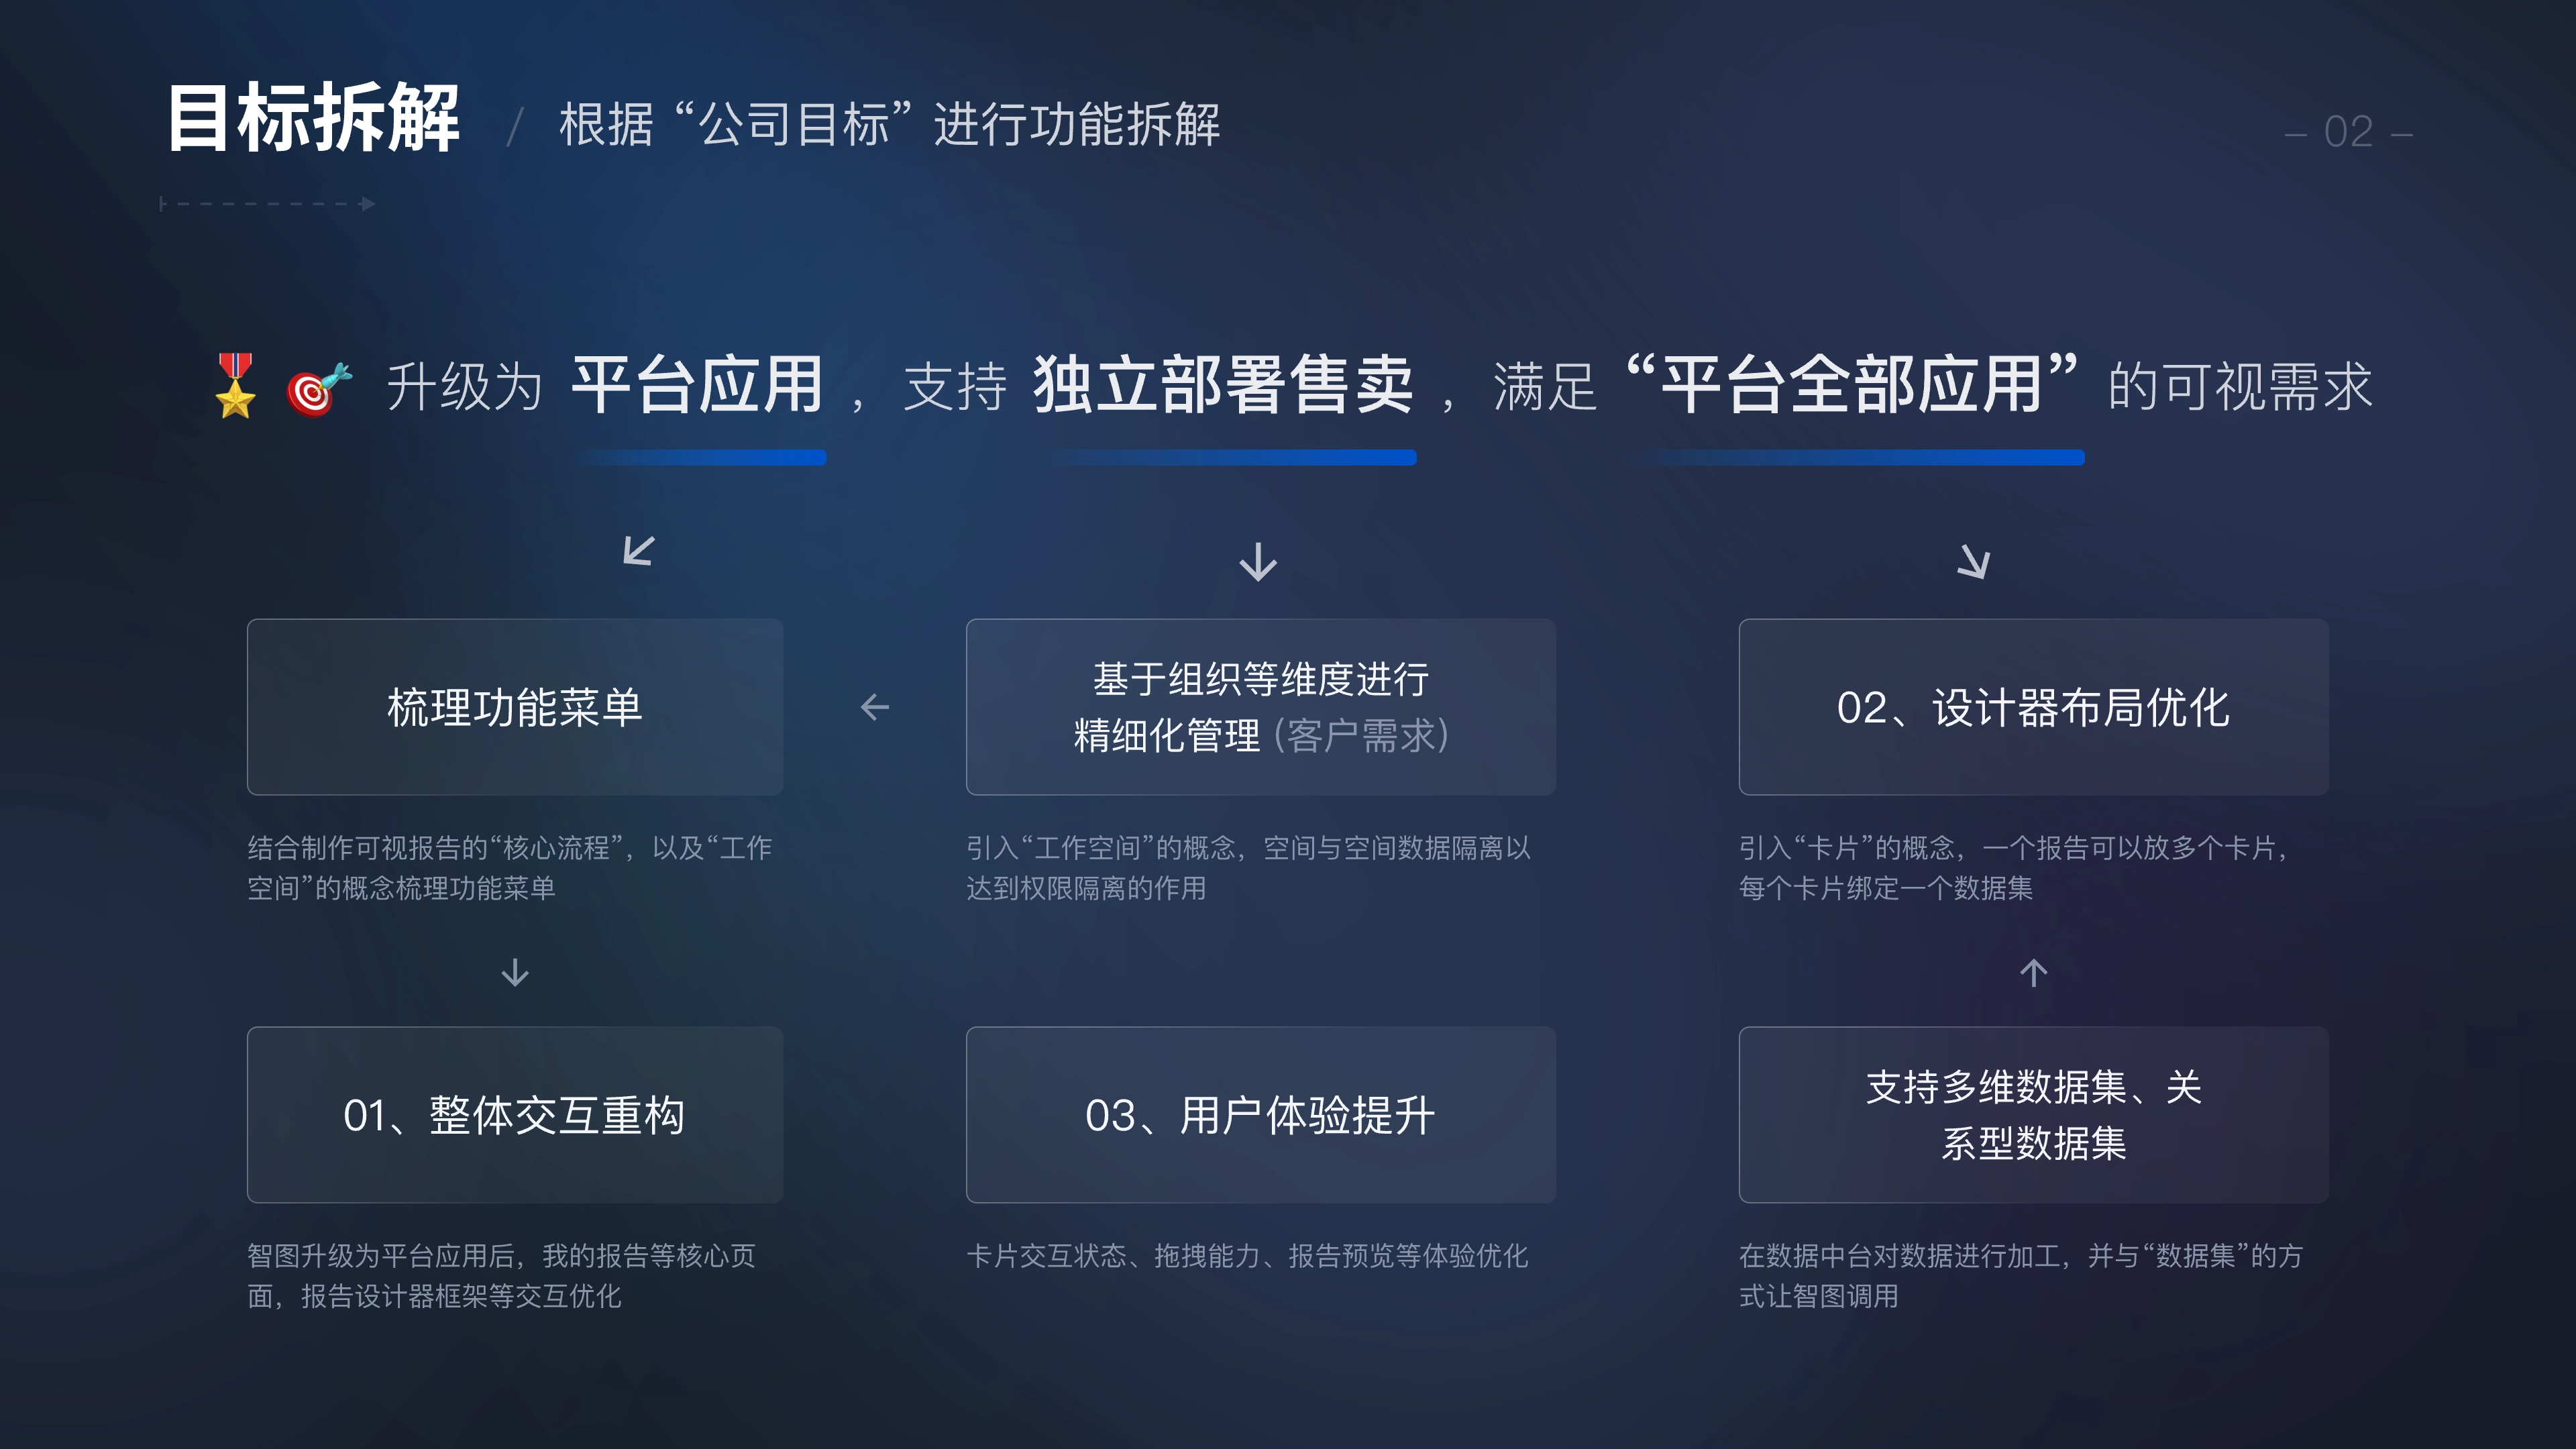 目标拆解 / 根据 “公司目标” 进行功能拆解
– 02 –
升级为 平台应用 ，支持 独立部署售卖 ，满足 “平台全部应用” 的可视需求
梳理功能菜单
结合制作可视报告的“核心流程”，以及“工作
空间”的概念梳理功能菜单
基于组织等维度进行
精细化管理 (客户需求)
引入“工作空间”的概念，空间与空间数据隔离以
达到权限隔离的作用
02、设计器布局优化
引入“卡片”的概念，一个报告可以放多个卡片，
每个卡片绑定一个数据集
01、整体交互重构
智图升级为平台应用后，我的报告等核心页
面，报告设计器框架等交互优化
03、用户体验提升
卡片交互状态、拖拽能力、报告预览等体验优化
支持多维数据集、关
系型数据集
在数据中台对数据进行加工，并与“数据集”的方
式让智图调用